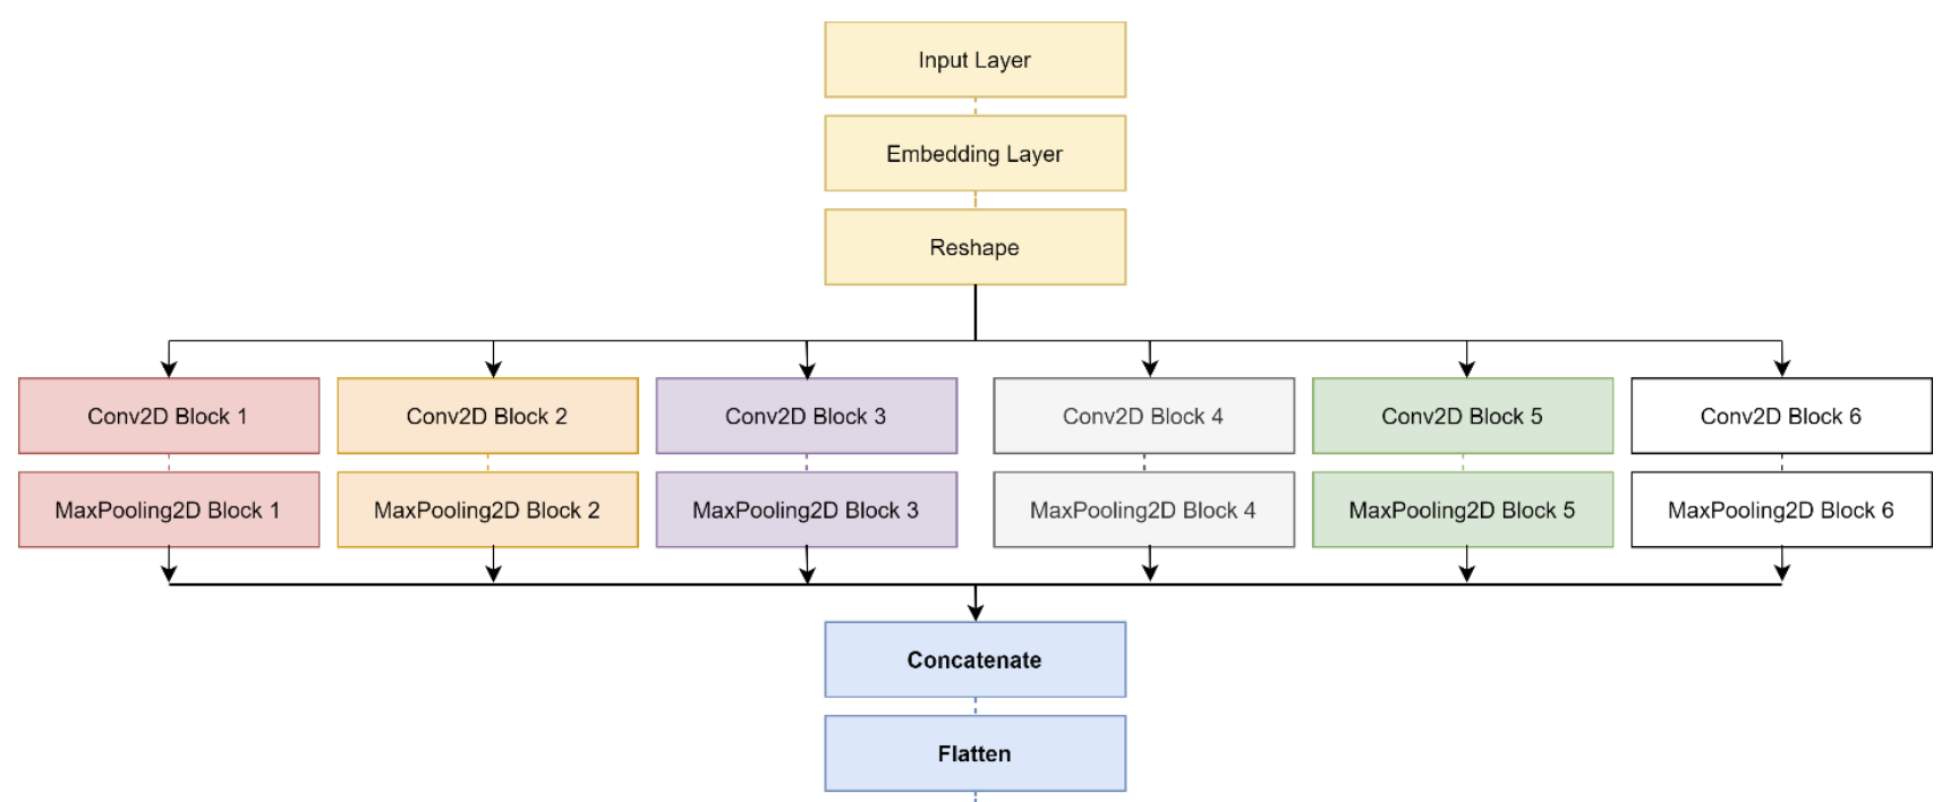 Input Layer
Embedding Layer
Reshape
Conv2D Block 1
Conv2D Block 2
Conv2D Block 3
Conv2D Block 4
Conv2D Block 5
Conv2D Block 6
MaxPooling2D Block 1
MaxPooling2D Block 2
MaxPooling2D Block 3
MaxPooling2D Block 4
MaxPooling2D Block 5
MaxPooling2D Block 6
Concatenate
Flatten